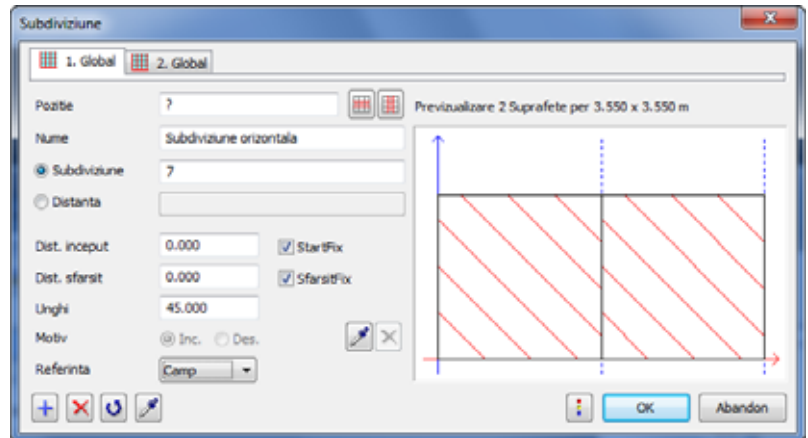 Subdiviziune
1. Global
2. Global
Pozitie ?
Previzualizare 2 Suprafete per 3.550 x 3.550 m
Nume Subdiviziune orizontala
Subdiviziune 7
Distanta
Dist. inceput 0.000 StartFix
Dist. sfarsit 0.000 SfarsitFix
Unghi 45.000
Motiv Inc. Des.
Referinta Camp
OK Abandon